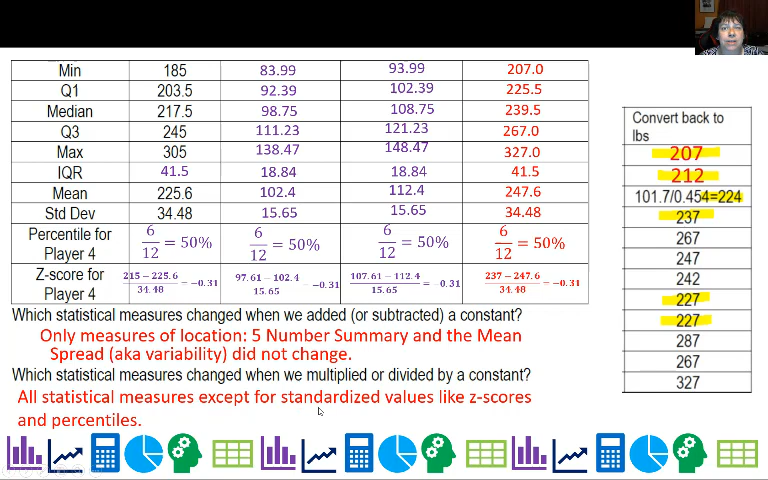 Min 185 83.99 93.99 207.0
Q1 203.5 92.39 102.39 225.5
Median 217.5 98.75 108.75 239.5
Q3 245 111.23 121.23 267.0
Max 305 138.47 148.47 327.0
IQR 41.5 18.84 18.84 41.5
Mean 225.6 102.4 112.4 247.6
Std Dev 34.48 15.65 15.65 34.48
Percentile for Player 4 6/12 = 50% 6/12 = 50% 6/12 = 50% 6/12 = 50%
Z-score for Player 4 215−225.6/34.48 = −0.31 97.61−102.4/15.65 = −0.31 107.61−112.4/15.65 = −0.31 237−247.6/34.48 = −0.31
Which statistical measures changed when we added (or subtracted) a constant?
Only measures of location: 5 Number Summary and the Mean
Spread (aka variability) did not change.
Which statistical measures changed when we multiplied or divided by a constant?
All statistical measures except for standardized values like z-scores
and percentiles.
Convert back to
lbs
207
212
101.7/0.454=224
237
267
247
242
227
227
287
267
327